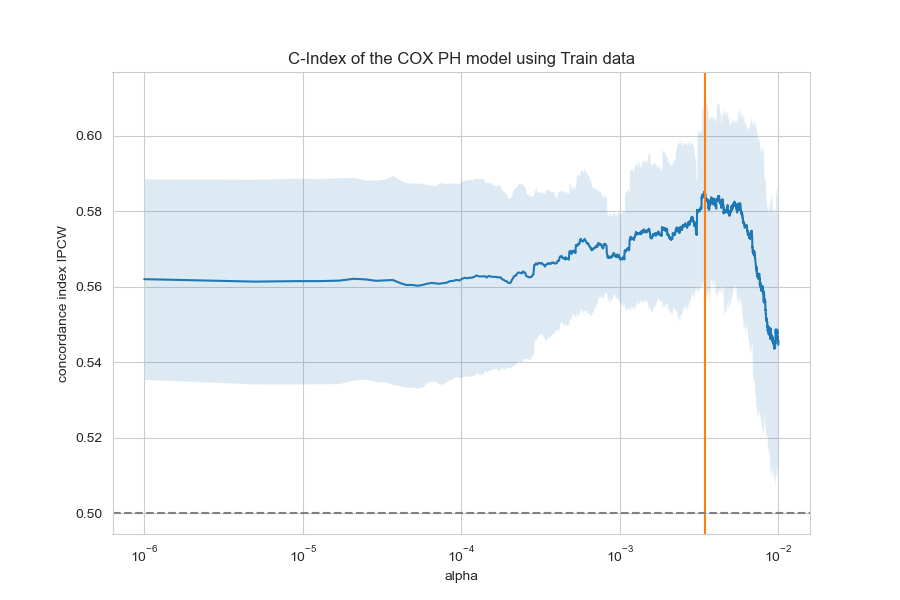 C-Index of the COX PH model using Train data
concordance index IPCW
0.60
0.58
0.56
0.54
0.52
0.50
10⁻⁶ 10⁻⁵ 10⁻⁴ 10⁻³ 10⁻²
alpha